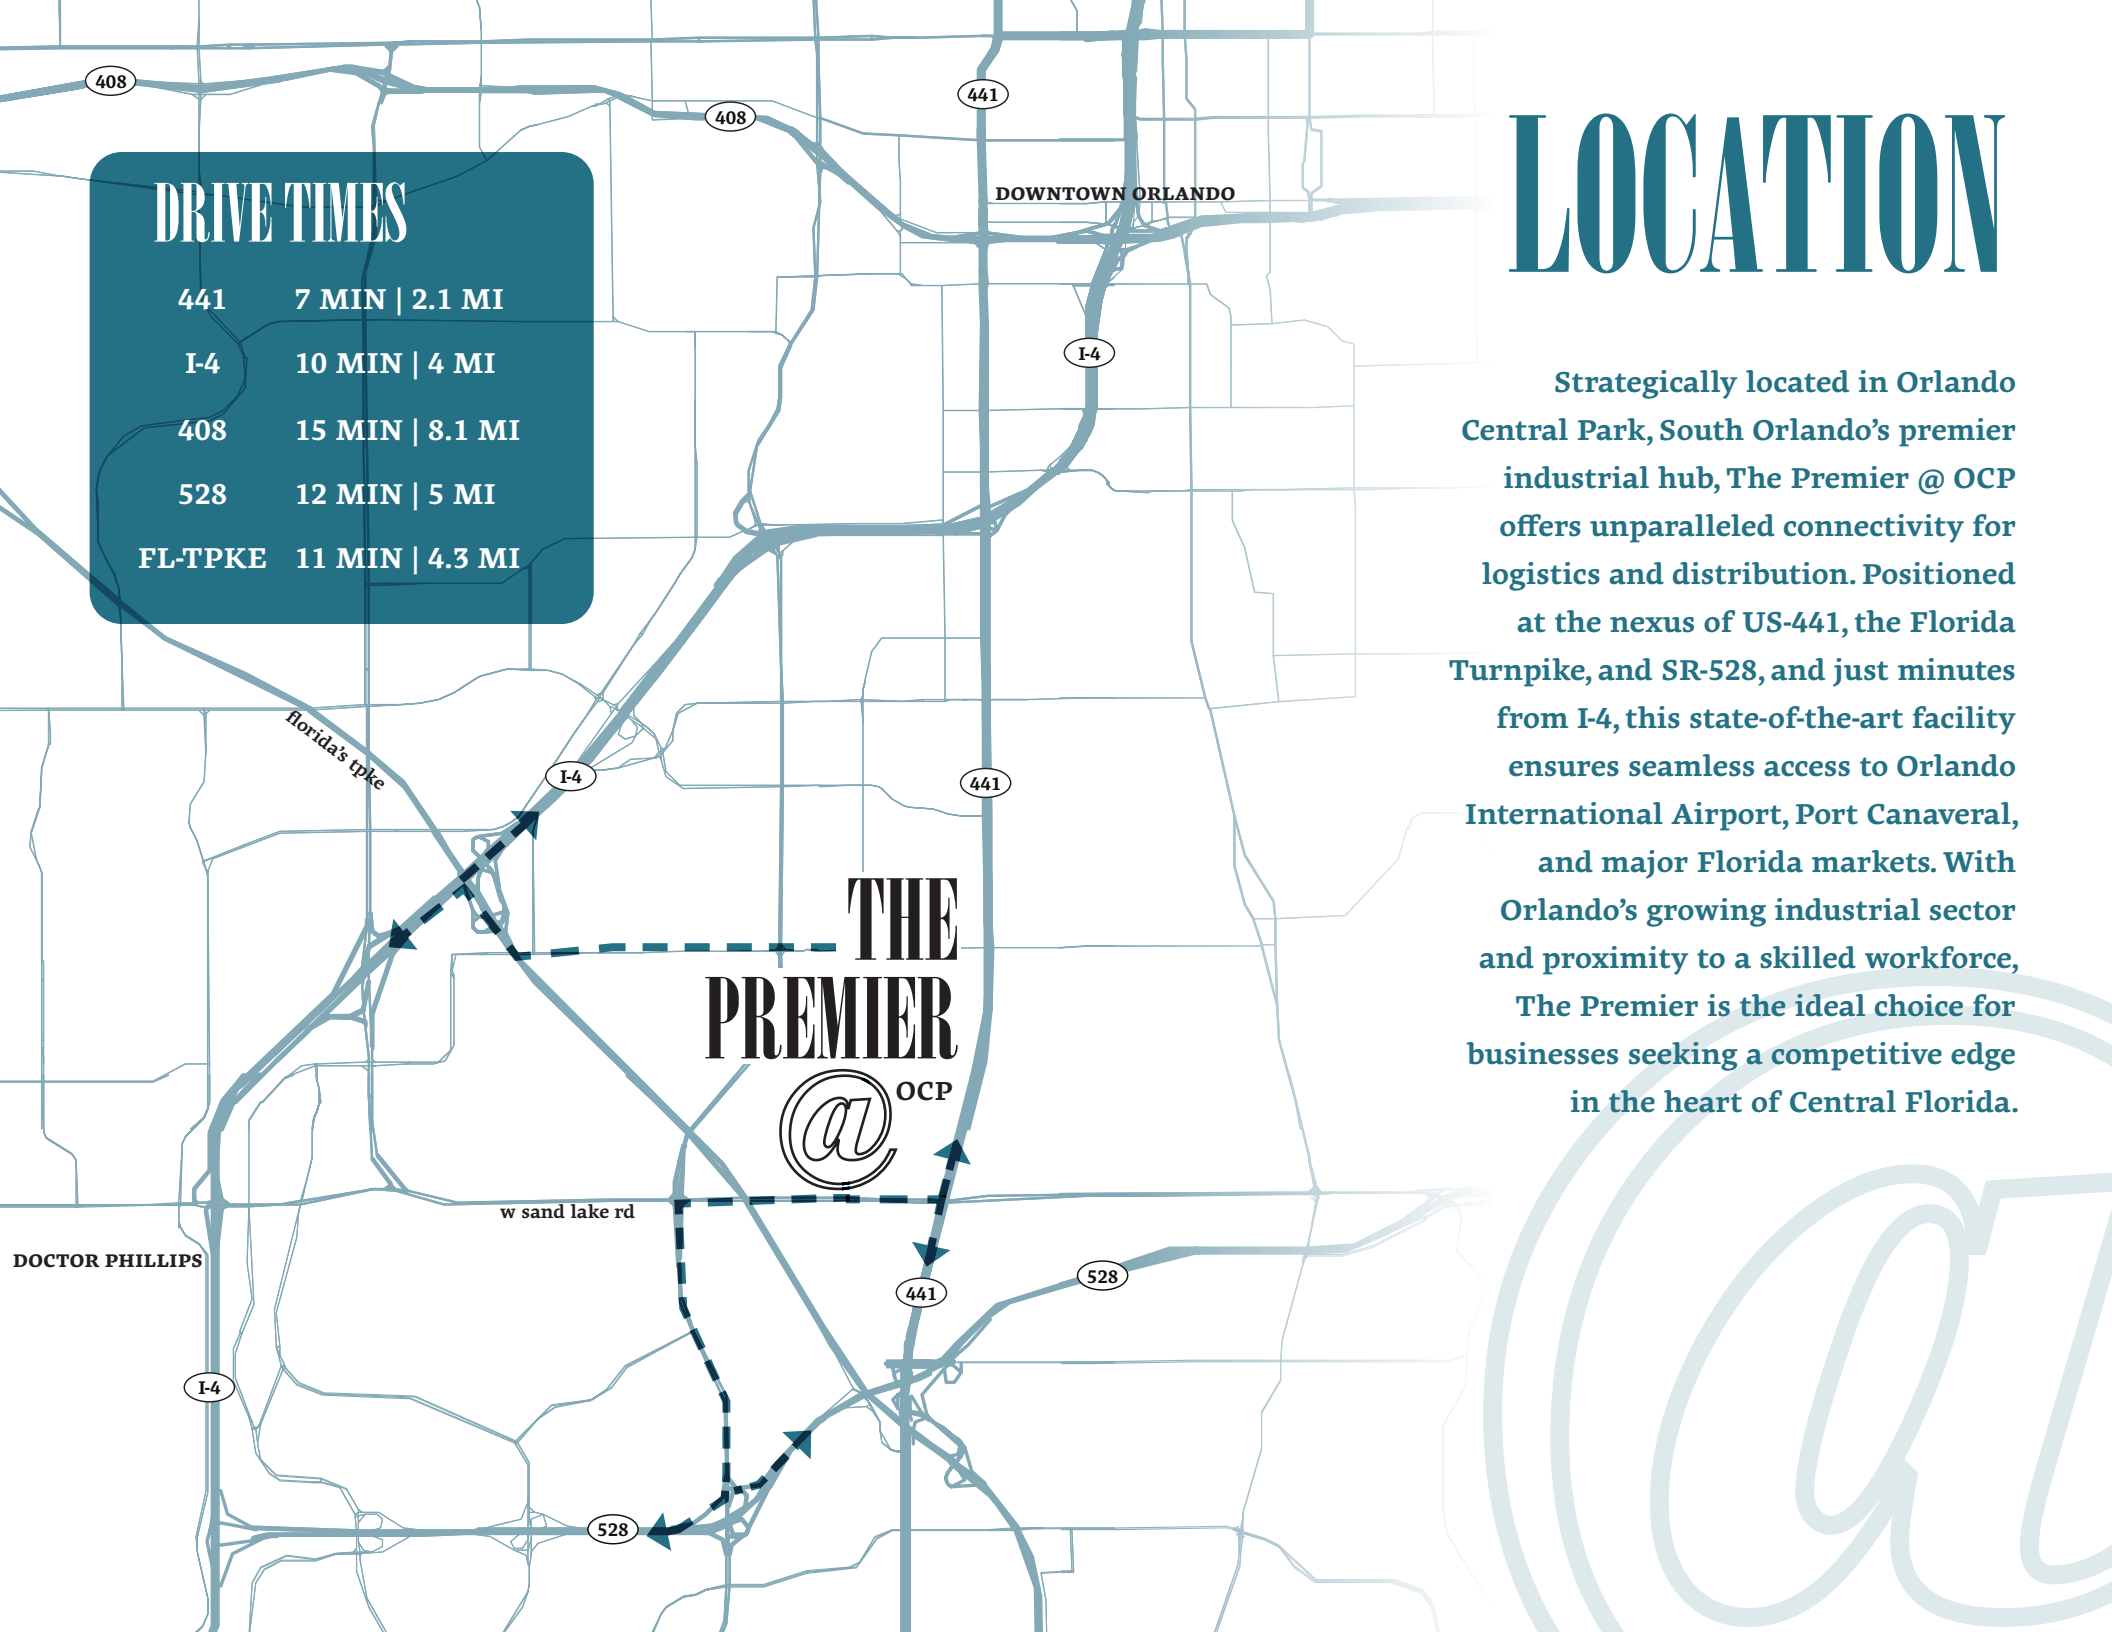 408
408
441
DOWNTOWN ORLANDO
DRIVE TIMES
441 7 MIN | 2.1 MI
I-4 10 MIN | 4 MI
408 15 MIN | 8.1 MI
528 12 MIN | 5 MI
FL-TPKE 11 MIN | 4.3 MI
I-4
florida's tpke
I-4
441
THE
PREMIER
@ OCP
w sand lake rd
DOCTOR PHILLIPS
441
528
I-4
528
LOCATION
Strategically located in Orlando
Central Park, South Orlando's premier
industrial hub, The Premier @ OCP
offers unparalleled connectivity for
logistics and distribution. Positioned
at the nexus of US-441, the Florida
Turnpike, and SR-528, and just minutes
from I-4, this state-of-the-art facility
ensures seamless access to Orlando
International Airport, Port Canaveral,
and major Florida markets. With
Orlando's growing industrial sector
and proximity to a skilled workforce,
The Premier is the ideal choice for
businesses seeking a competitive edge
in the heart of Central Florida.
@